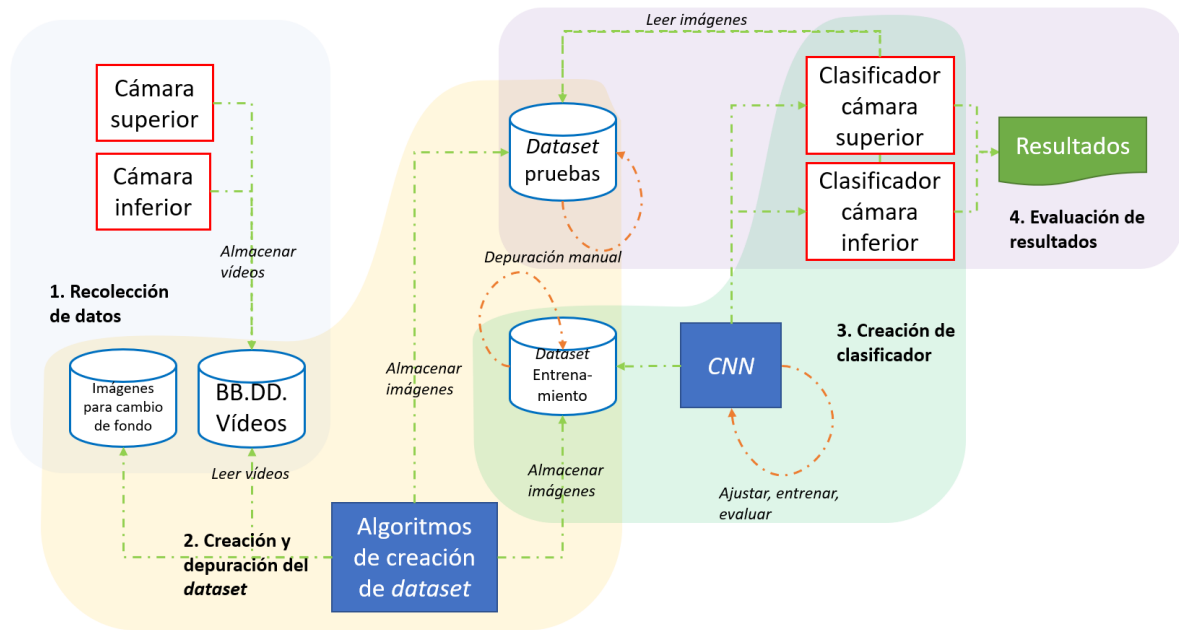 Leer imágenes
Cámara
superior
Cámara
inferior
Almacenar
vídeos
1. Recolección
de datos
Imágenes
para cambio
de fondo
BB.DD.
Vídeos
Leer vídeos
2. Creación y
depuración del
dataset
Algoritmos
de creación
de dataset
Almacenar
imágenes
Dataset
pruebas
Depuración manual
Dataset
Entrena-
miento
Almacenar
imágenes
CNN
Ajustar, entrenar,
evaluar
3. Creación de
clasificador
Clasificador
cámara
superior
Clasificador
cámara
inferior
Resultados
4. Evaluación de
resultados